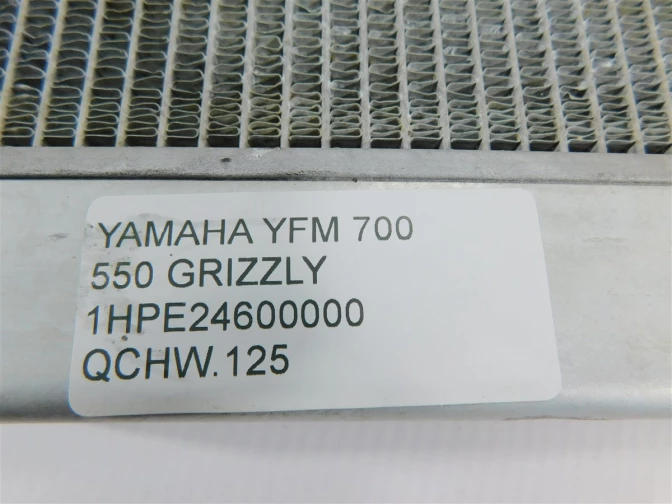 YAMAHA YFM 700
550 GRIZZLY
1HPE24600000
QCHW.125